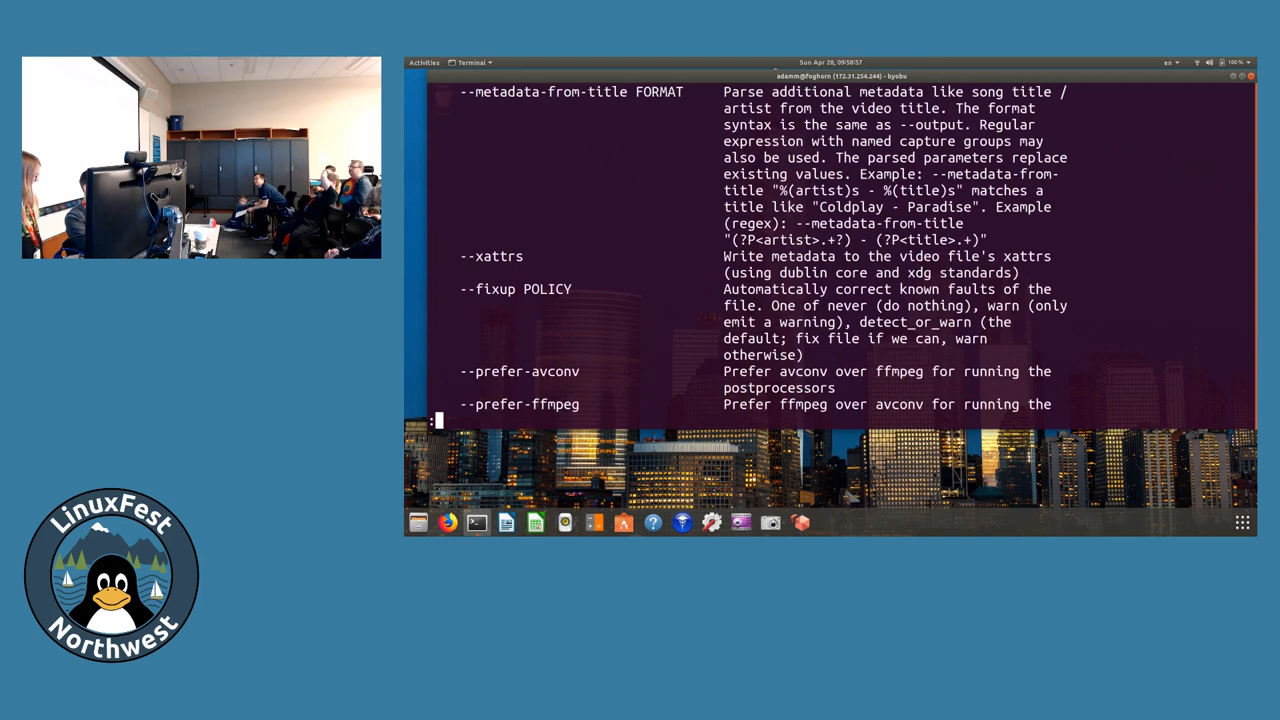 Activities
Terminal
Sun Apr 28, 09:58:57
en
100 %
adamm@foghorn (172.31.254.244) - byobu
--metadata-from-title FORMAT Parse additional metadata like song title /
artist from the video title. The format
syntax is the same as --output. Regular
expression with named capture groups may
also be used. The parsed parameters replace
existing values. Example: --metadata-from-
title "%(artist)s - %(title)s" matches a
title like "Coldplay - Paradise". Example
(regex): --metadata-from-title
"(?P<artist>.+?) - (?P<title>.+)"
--xattrs Write metadata to the video file's xattrs
(using dublin core and xdg standards)
--fixup POLICY Automatically correct known faults of the
file. One of never (do nothing), warn (only
emit a warning), detect_or_warn (the
default; fix file if we can, warn
otherwise)
--prefer-avconv Prefer avconv over ffmpeg for running the
postprocessors
--prefer-ffmpeg Prefer ffmpeg over avconv for running the
:
LinuxFest
Northwest